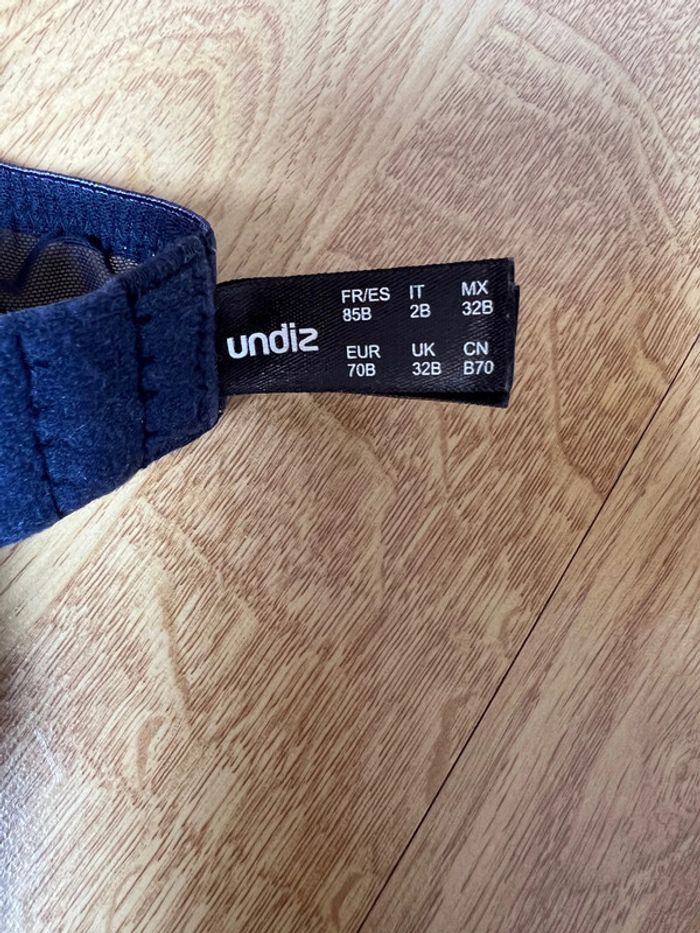 undiz
FR/ES IT MX
85B 2B 32B
EUR UK CN
70B 32B B70